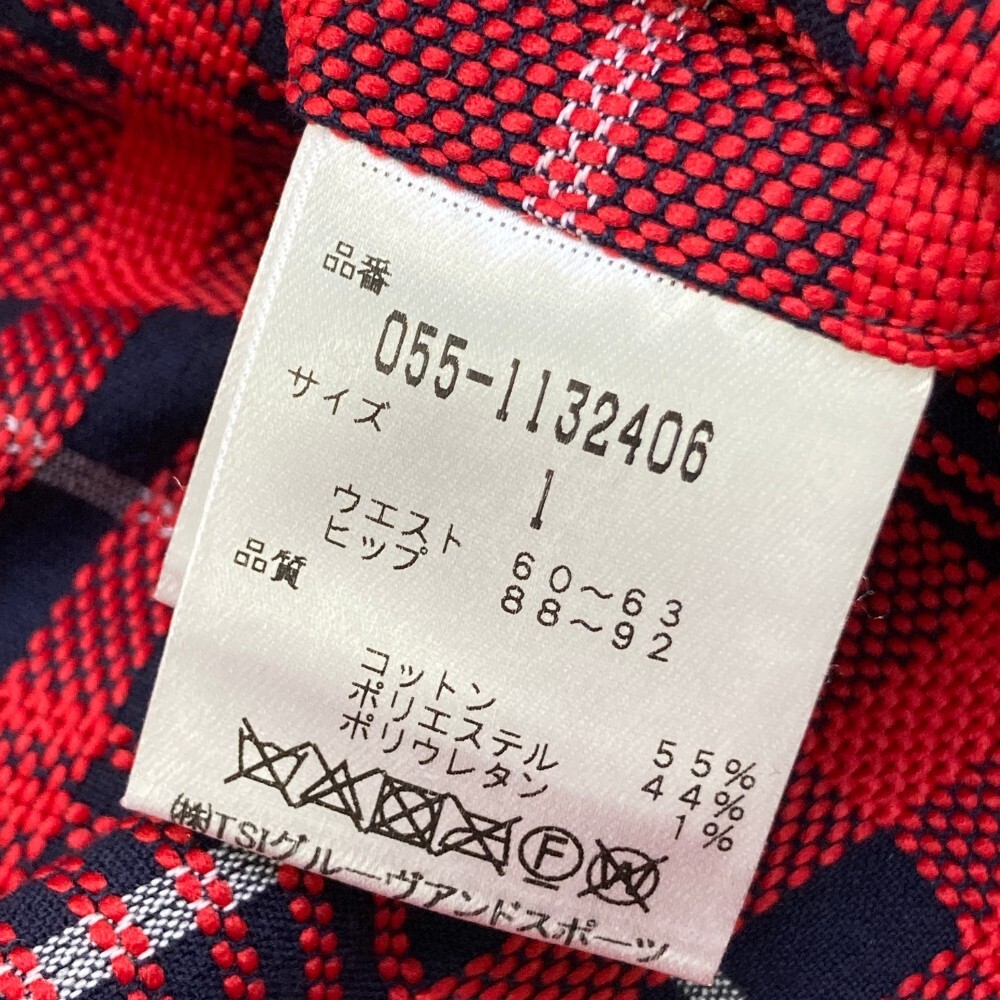 品番
055-1132406
サイズ
1
ウエスト 60～63
ヒップ 88～92
品質
コットン 55%
ポリエステル 44%
ポリウレタン 1%
F W
㈱TSIグルーヴアンドスポーツ